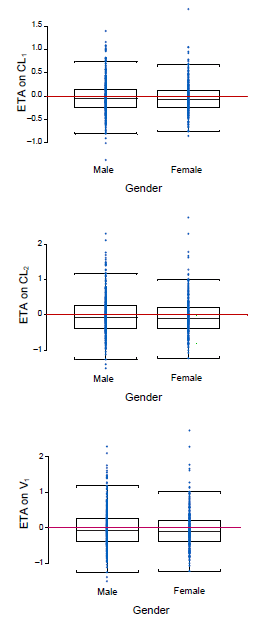 ETA on CL1
1.5
1.0
0.5
0.0
−0.5
−1.0
Male Female
Gender
ETA on CL2
2
1
0
−1
Male Female
Gender
ETA on V1
2
1
0
−1
Male Female
Gender